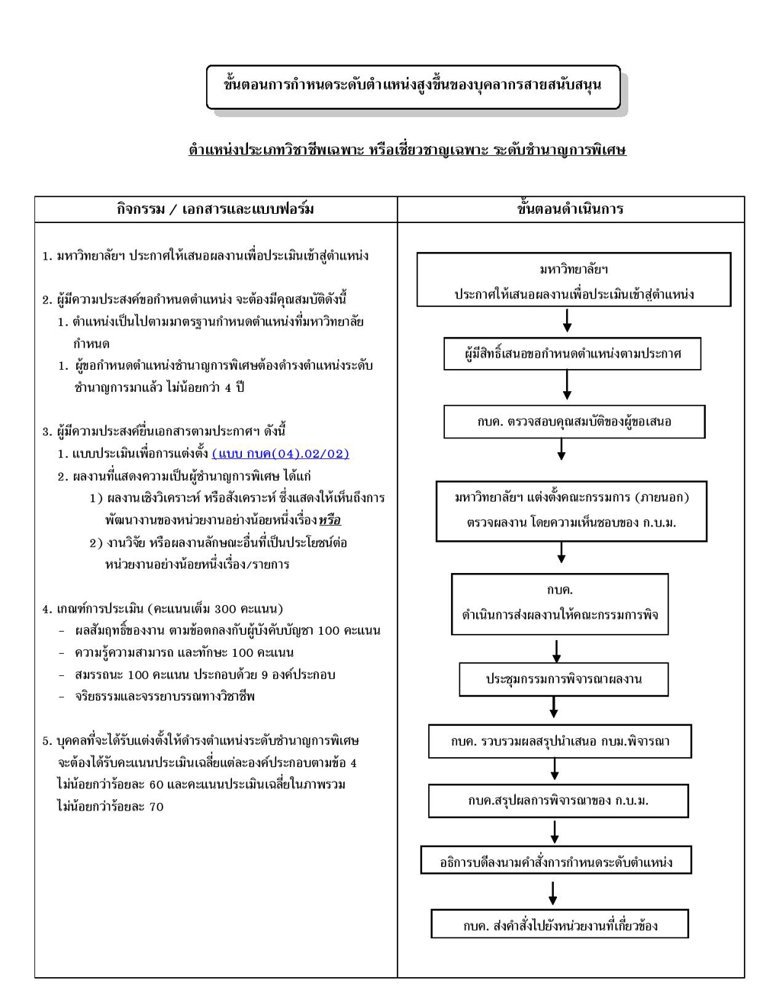 ขั้นตอนการกำหนดระดับตำแหน่งสูงขึ้นของบุคลากรสายสนับสนุน
ตำแหน่งประเภทวิชาชีพเฉพาะ หรือเชี่ยวชาญเฉพาะ ระดับชำนาญการพิเศษ
กิจกรรม / เอกสารและแบบฟอร์ม
1. มหาวิทยาลัยฯ ประกาศให้เสนอผลงานเพื่อประเมินเข้าสู่ตำแหน่ง
2. ผู้มีความประสงค์ขอกำหนดตำแหน่ง จะต้องมีคุณสมบัติดังนี้
1. ตำแหน่งเป็นไปตามมาตรฐานกำหนดตำแหน่งที่มหาวิทยาลัย
กำหนด
1. ผู้ขอกำหนดตำแหน่งชำนาญการพิเศษต้องดำรงตำแหน่งระดับ
ชำนาญการมาแล้ว ไม่น้อยกว่า 4 ปี
3. ผู้มีความประสงค์ยื่นเอกสารตามประกาศฯ ดังนี้
1. แบบประเมินเพื่อการแต่งตั้ง (แบบ กบค(04).02/02)
2. ผลงานที่แสดงความเป็นผู้ชำนาญการพิเศษ ได้แก่
1) ผลงานเชิงวิเคราะห์ หรือสังเคราะห์ ซึ่งแสดงให้เห็นถึงการ
พัฒนางานของหน่วยงานอย่างน้อยหนึ่งเรื่อง หรือ
2) งานวิจัย หรือผลงานลักษณะอื่นที่เป็นประโยชน์ต่อ
หน่วยงานอย่างน้อยหนึ่งเรื่อง/รายการ
4. เกณฑ์การประเมิน (คะแนนเต็ม 300 คะแนน)
- ผลสัมฤทธิ์ของงาน ตามข้อตกลงกับผู้บังคับบัญชา 100 คะแนน
- ความรู้ความสามารถ และทักษะ 100 คะแนน
- สมรรถนะ 100 คะแนน ประกอบด้วย 9 องค์ประกอบ
- จริยธรรมและจรรยาบรรณทางวิชาชีพ
5. บุคคลที่จะได้รับแต่งตั้งให้ดำรงตำแหน่งระดับชำนาญการพิเศษ
จะต้องได้รับคะแนนประเมินเฉลี่ยแต่ละองค์ประกอบตามข้อ 4
ไม่น้อยกว่าร้อยละ 60 และคะแนนประเมินเฉลี่ยในภาพรวม
ไม่น้อยกว่าร้อยละ 70
ขั้นตอนดำเนินการ
มหาวิทยาลัยฯ
ประกาศให้เสนอผลงานเพื่อประเมินเข้าสู่ตำแหน่ง
ผู้มีสิทธิ์เสนอขอกำหนดตำแหน่งตามประกาศ
กบค. ตรวจสอบคุณสมบัติของผู้ขอเสนอ
มหาวิทยาลัยฯ แต่งตั้งคณะกรรมการ (ภายนอก)
ตรวจผลงาน โดยความเห็นชอบของ ก.บ.ม.
กบค.
ดำเนินการส่งผลงานให้คณะกรรมการพิจ
ประชุมกรรมการพิจารณาผลงาน
กบค. รวบรวมผลสรุปนำเสนอ กบม.พิจารณา
กบค.สรุปผลการพิจารณาของ ก.บ.ม.
อธิการบดีลงนามคำสั่งการกำหนดระดับตำแหน่ง
กบค. ส่งคำสั่งไปยังหน่วยงานที่เกี่ยวข้อง